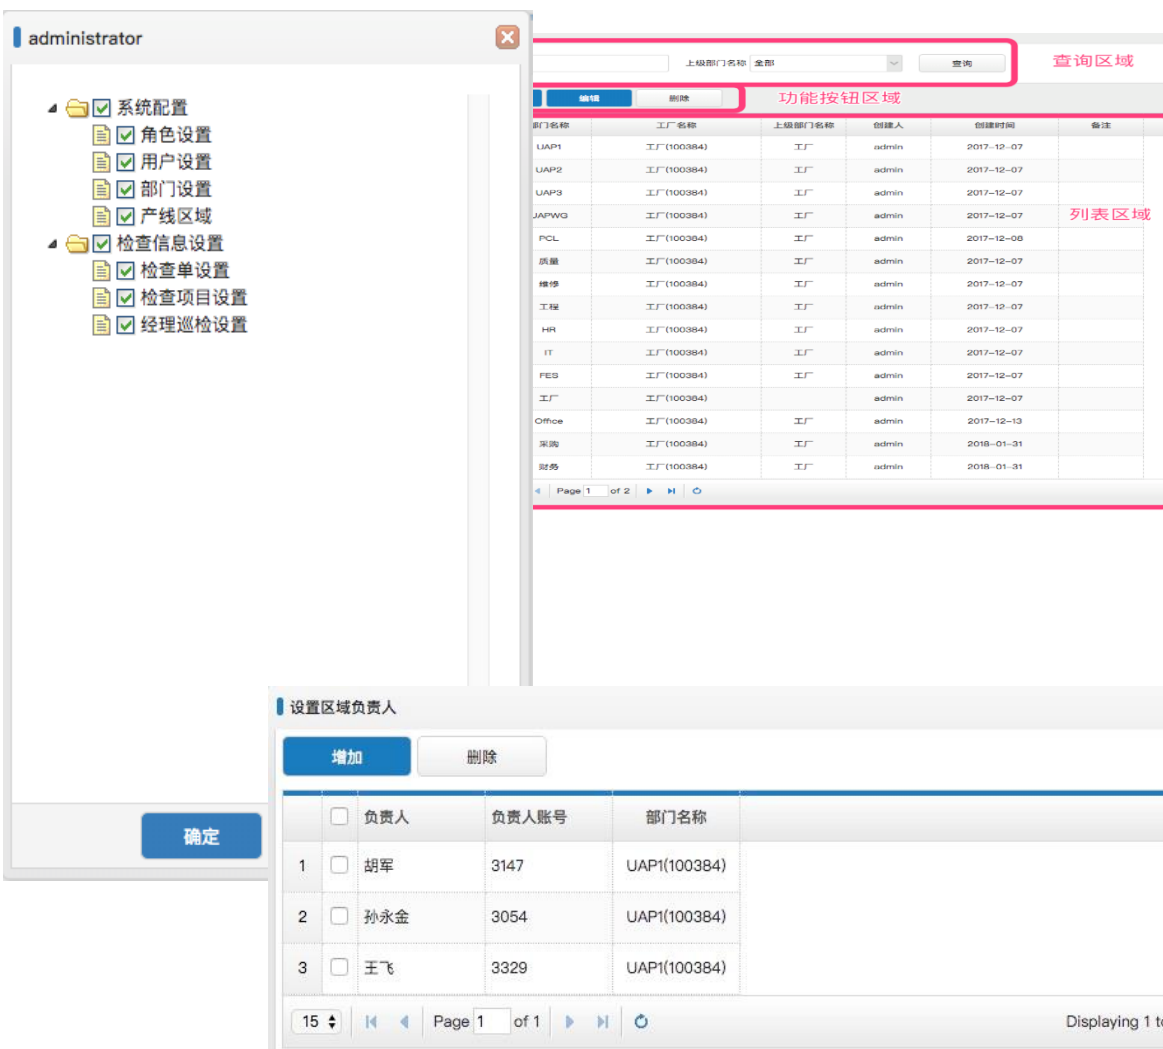 administrator
系统配置
角色设置
用户设置
部门设置
产线区域
检查信息设置
检查单设置
检查项目设置
经理巡检设置
确定
上级部门名称 全部 查询 查询区域
编辑 删除 功能按钮区域
部门名称 工厂名称 上级部门名称 创建人 创建时间 备注
UAP1 工厂(100384) 工厂 admin 2017-12-07
UAP2 工厂(100384) 工厂 admin 2017-12-07
UAP3 工厂(100384) 工厂 admin 2017-12-07
UAPWG 工厂(100384) 工厂 admin 2017-12-07 列表区域
PCL 工厂(100384) 工厂 admin 2017-12-08
质量 工厂(100384) 工厂 admin 2017-12-07
维修 工厂(100384) 工厂 admin 2017-12-07
工程 工厂(100384) 工厂 admin 2017-12-07
HR 工厂(100384) 工厂 admin 2017-12-07
IT 工厂(100384) 工厂 admin 2017-12-07
FES 工厂(100384) 工厂 admin 2017-12-07
工厂 工厂(100384) admin 2017-12-07
Office 工厂(100384) 工厂 admin 2017-12-13
采购 工厂(100384) 工厂 admin 2018-01-31
财务 工厂(100384) 工厂 admin 2018-01-31
Page 1 of 2
设置区域负责人
增加 删除
负责人 负责人账号 部门名称
1 胡军 3147 UAP1(100384)
2 孙永金 3054 UAP1(100384)
3 王飞 3329 UAP1(100384)
15 Page 1 of 1 Displaying 1 to